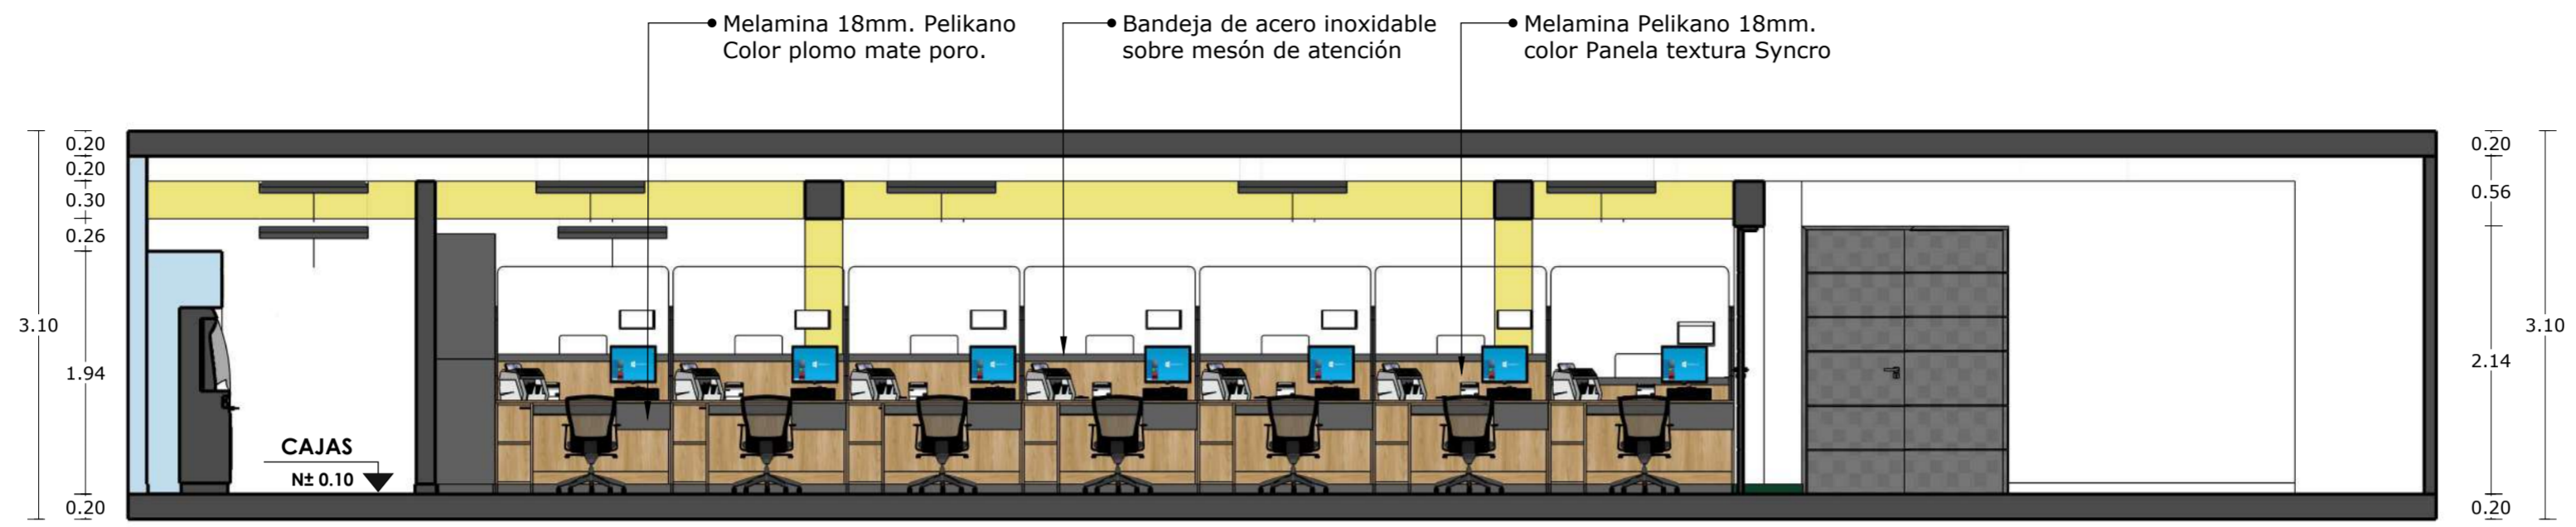 Melamina 18mm. Pelikano
Color plomo mate poro.
Bandeja de acero inoxidable
sobre mesón de atención
Melamina Pelikano 18mm.
color Panela textura Syncro
0.20
0.20
0.30
0.26
1.94
0.20
3.10
CAJAS
N± 0.10
0.20
0.56
2.14
0.20
3.10